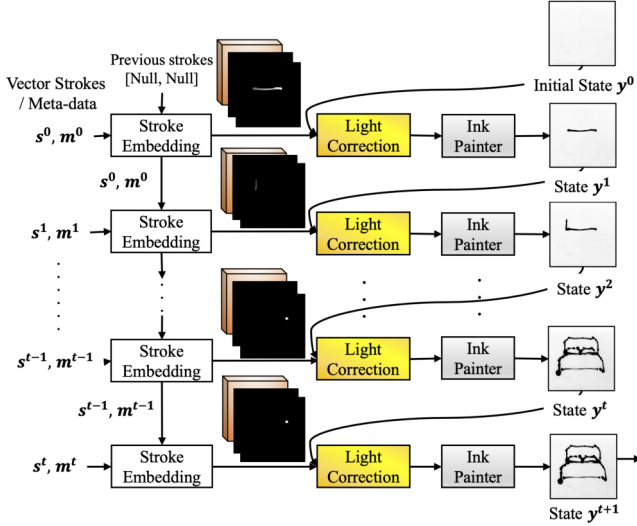 Previous strokes
[Null, Null]
Vector Strokes
/ Meta-data
Initial State y⁰
s⁰, m⁰
Stroke
Embedding
Light
Correction
Ink
Painter
s⁰, m⁰
State y¹
s¹, m¹
Stroke
Embedding
Light
Correction
Ink
Painter
State y²
sᵗ⁻¹, mᵗ⁻¹
Stroke
Embedding
Light
Correction
Ink
Painter
sᵗ⁻¹, mᵗ⁻¹
State yᵗ
sᵗ, mᵗ
Stroke
Embedding
Light
Correction
Ink
Painter
State yᵗ⁺¹